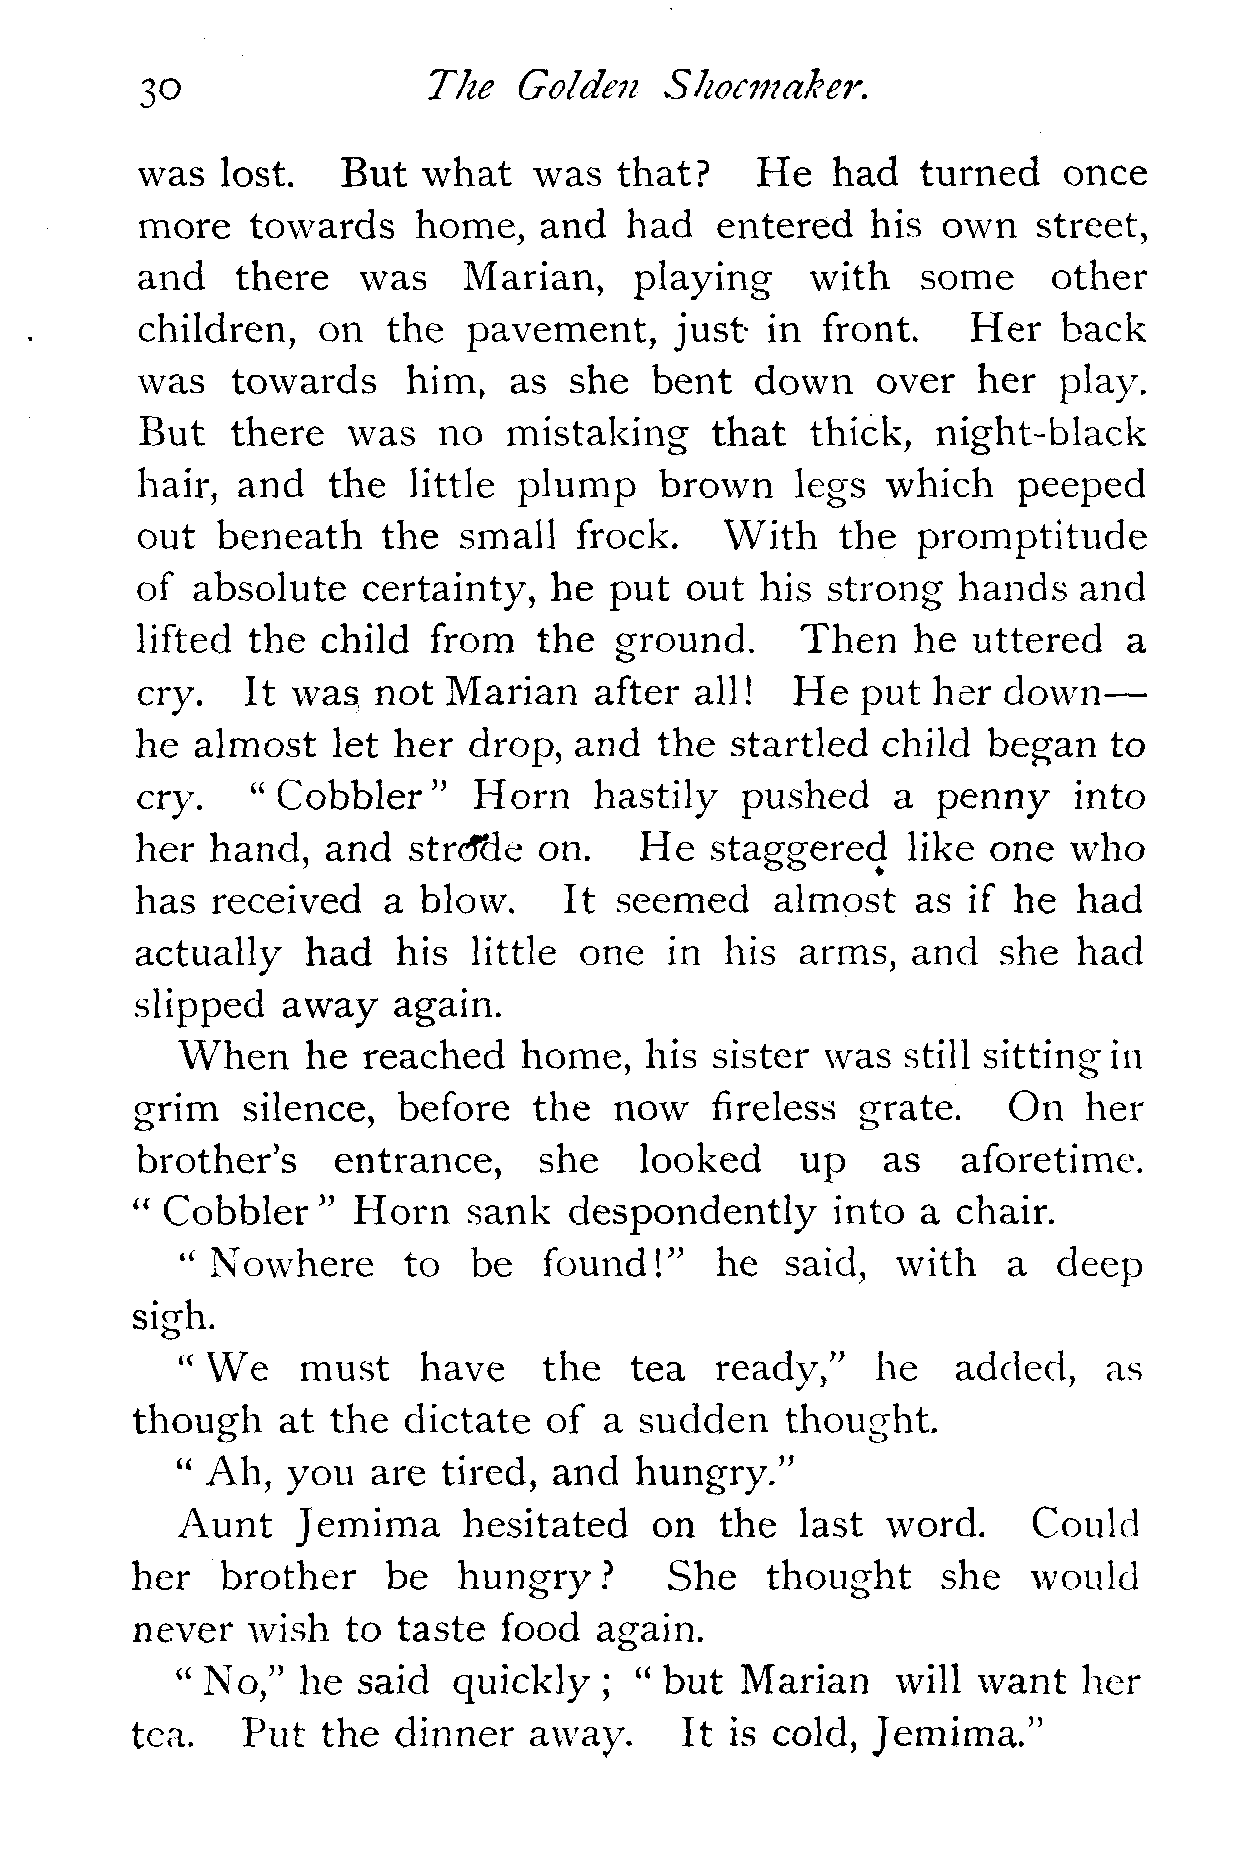 30 The Golden Shoemaker.
was lost. But what was that? He had turned once
more towards home, and had entered his own street,
and there was Marian, playing with some other
children, on the pavement, just in front. Her back
was towards him, as she bent down over her play.
But there was no mistaking that thick, night-black
hair, and the little plump brown legs which peeped
out beneath the small frock. With the promptitude
of absolute certainty, he put out his strong hands and
lifted the child from the ground. Then he uttered a
cry. It was not Marian after all! He put her down—
he almost let her drop, and the startled child began to
cry. “Cobbler” Horn hastily pushed a penny into
her hand, and strode on. He staggered like one who
has received a blow. It seemed almost as if he had
actually had his little one in his arms, and she had
slipped away again.
When he reached home, his sister was still sitting in
grim silence, before the now fireless grate. On her
brother's entrance, she looked up as aforetime.
“Cobbler” Horn sank despondently into a chair.
“Nowhere to be found!” he said, with a deep
sigh.
“We must have the tea ready,” he added, as
though at the dictate of a sudden thought.
“Ah, you are tired, and hungry.”
Aunt Jemima hesitated on the last word. Could
her brother be hungry? She thought she would
never wish to taste food again.
“No,” he said quickly; “but Marian will want her
tea. Put the dinner away. It is cold, Jemima.”